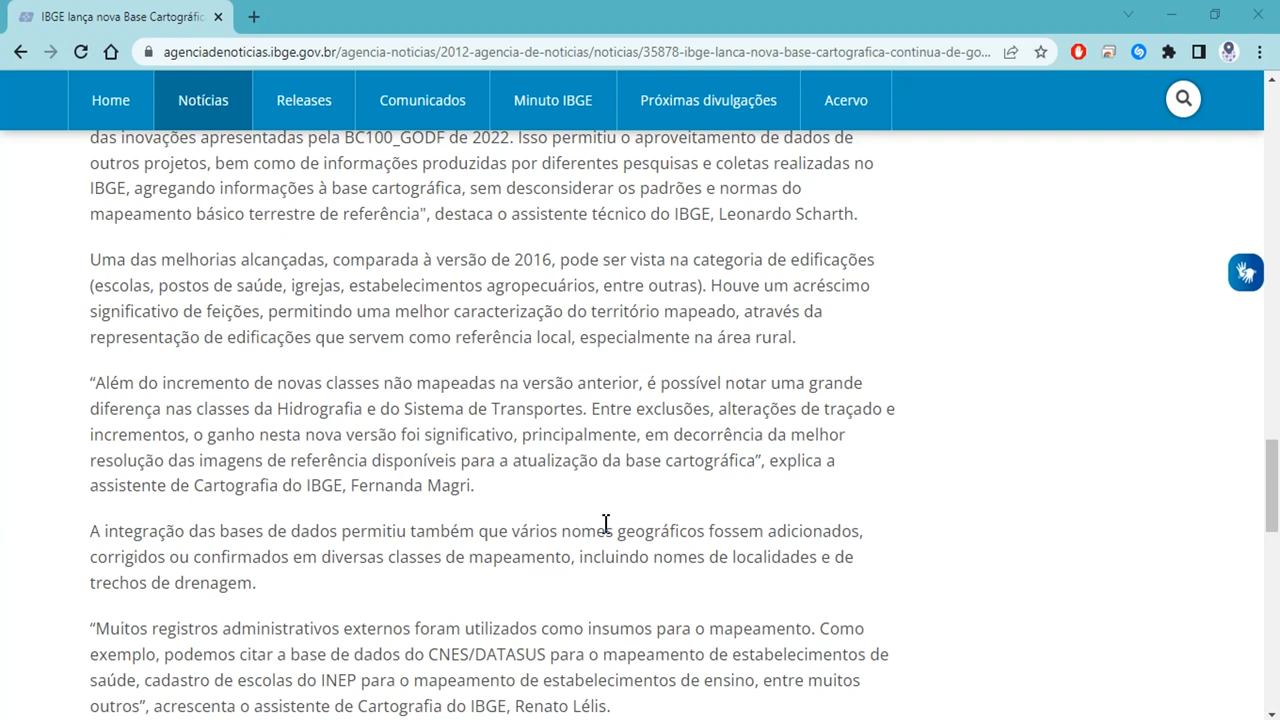 IBGE lança nova Base Cartográfic
agenciadenoticias.ibge.gov.br/agencia-noticias/2012-agencia-de-noticias/noticias/35878-ibge-lanca-nova-base-cartografica-continua-de-go...
Home Notícias Releases Comunicados Minuto IBGE Próximas divulgações Acervo
das inovações apresentadas pela BC100_GODF de 2022. Isso permitiu o aproveitamento de dados de
outros projetos, bem como de informações produzidas por diferentes pesquisas e coletas realizadas no
IBGE, agregando informações à base cartográfica, sem desconsiderar os padrões e normas do
mapeamento básico terrestre de referência", destaca o assistente técnico do IBGE, Leonardo Scharth.
Uma das melhorias alcançadas, comparada à versão de 2016, pode ser vista na categoria de edificações
(escolas, postos de saúde, igrejas, estabelecimentos agropecuários, entre outras). Houve um acréscimo
significativo de feições, permitindo uma melhor caracterização do território mapeado, através da
representação de edificações que servem como referência local, especialmente na área rural.
“Além do incremento de novas classes não mapeadas na versão anterior, é possível notar uma grande
diferença nas classes da Hidrografia e do Sistema de Transportes. Entre exclusões, alterações de traçado e
incrementos, o ganho nesta nova versão foi significativo, principalmente, em decorrência da melhor
resolução das imagens de referência disponíveis para a atualização da base cartográfica”, explica a
assistente de Cartografia do IBGE, Fernanda Magri.
A integração das bases de dados permitiu também que vários nomes geográficos fossem adicionados,
corrigidos ou confirmados em diversas classes de mapeamento, incluindo nomes de localidades e de
trechos de drenagem.
“Muitos registros administrativos externos foram utilizados como insumos para o mapeamento. Como
exemplo, podemos citar a base de dados do CNES/DATASUS para o mapeamento de estabelecimentos de
saúde, cadastro de escolas do INEP para o mapeamento de estabelecimentos de ensino, entre muitos
outros”, acrescenta o assistente de Cartografia do IBGE, Renato Lélis.